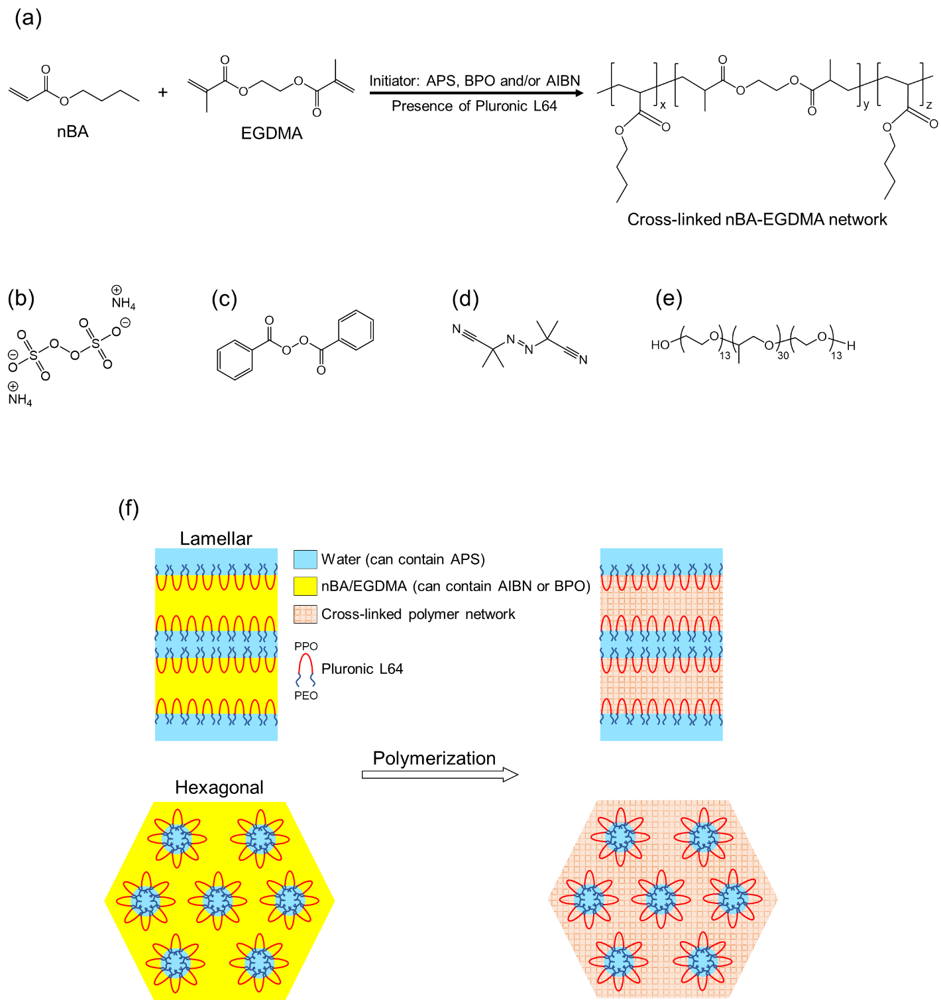 (a)
O
O
nBA
+
O
O
O
O
EGDMA
Initiator: APS, BPO and/or AIBN
Presence of Pluronic L64
x
O
O
O
O
O
O
y
z
O
O
Cross-linked nBA-EGDMA network
(b)
⊕
NH4
O
S
O
O
O
O
S
O
O
O
⊖
⊖
⊕
NH4
(c)
O
O
O
O
(d)
N
N
N
N
(e)
HO
O
13
O
30
O
13
H
(f)
Lamellar
Water (can contain APS)
nBA/EGDMA (can contain AIBN or BPO)
Cross-linked polymer network
PPO
Pluronic L64
PEO
Polymerization
Hexagonal